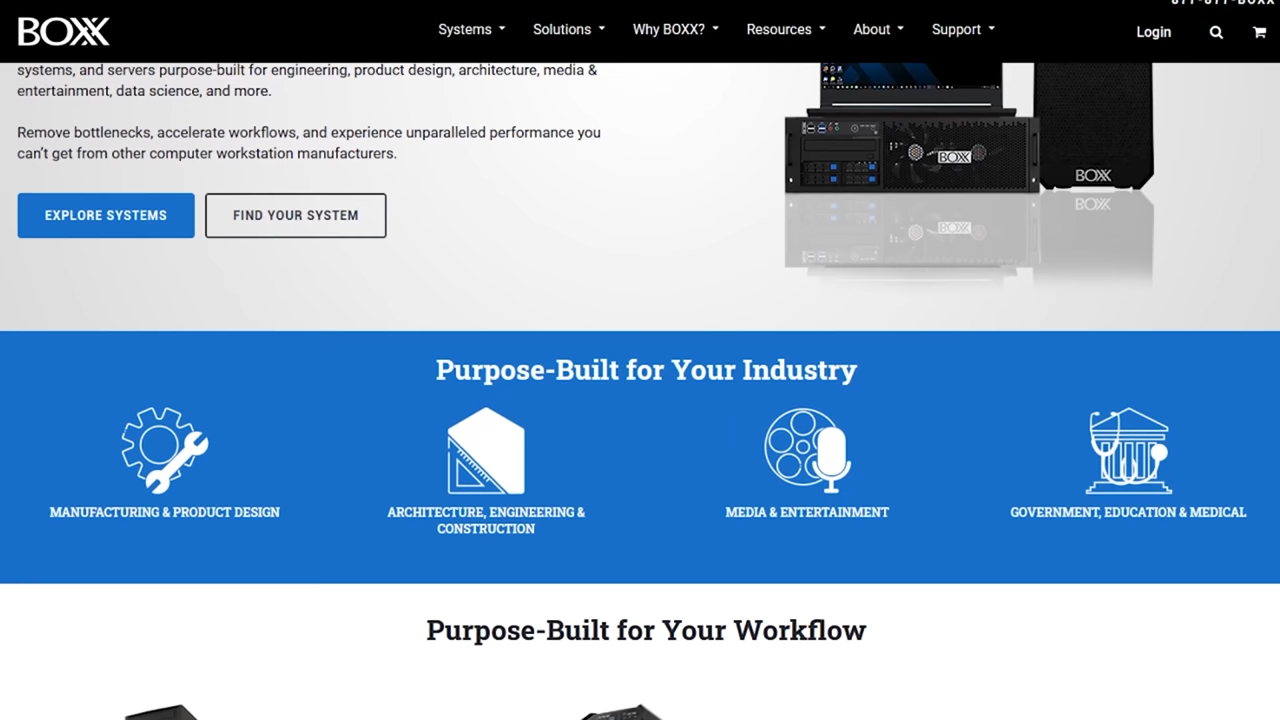 877-877-BOXX
BOXX
Systems
Solutions
Why BOXX?
Resources
About
Support
Login
systems, and servers purpose-built for engineering, product design, architecture, media &
entertainment, data science, and more.
Remove bottlenecks, accelerate workflows, and experience unparalleled performance you
can’t get from other computer workstation manufacturers.
EXPLORE SYSTEMS
FIND YOUR SYSTEM
BOXX
BOXX
Purpose-Built for Your Industry
MANUFACTURING & PRODUCT DESIGN
ARCHITECTURE, ENGINEERING &
CONSTRUCTION
MEDIA & ENTERTAINMENT
GOVERNMENT, EDUCATION & MEDICAL
Purpose-Built for Your Workflow